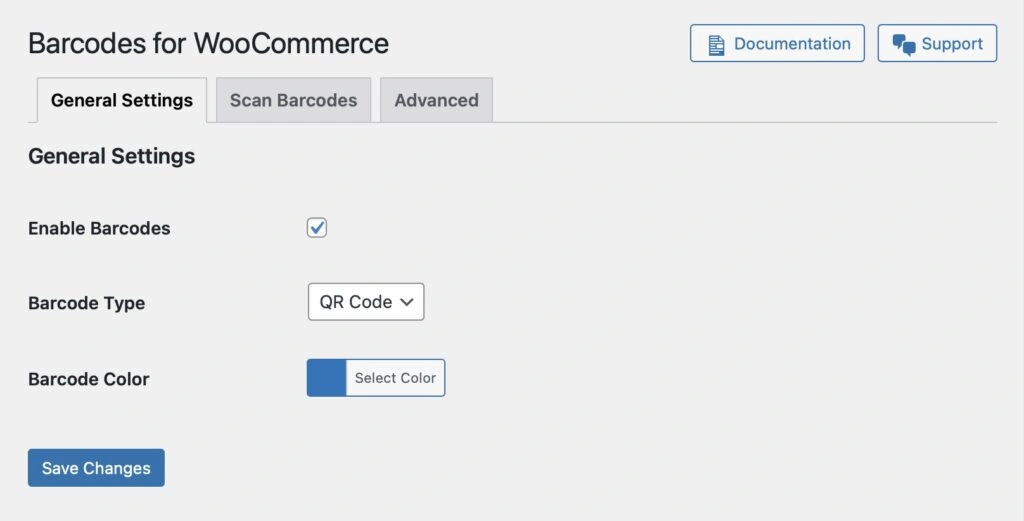 Barcodes for WooCommerce
Documentation
Support
General Settings
Scan Barcodes
Advanced
General Settings
Enable Barcodes
Barcode Type
QR Code
Barcode Color
Select Color
Save Changes